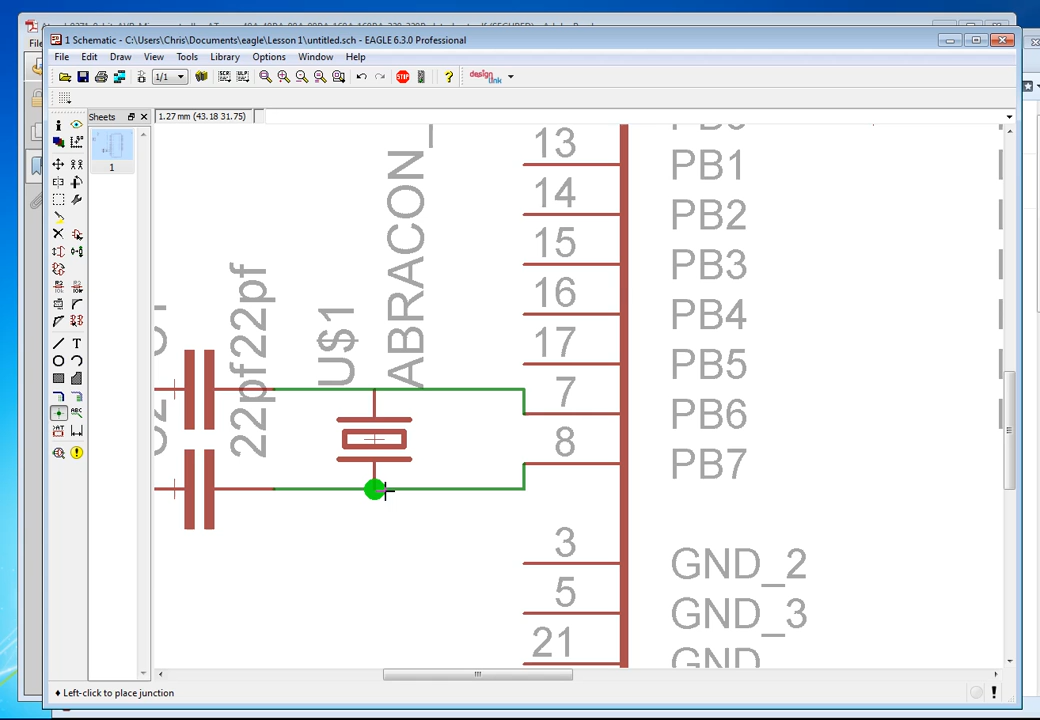 1 Schematic - C:\Users\Chris\Documents\eagle\Lesson 1\untitled.sch - EAGLE 6.3.0 Professional
File Edit Draw View Tools Library Options Window Help
1/1
design link
Sheets
1.27 mm (43.18 31.75)
1
13
PB1
14
PB2
15
PB3
16
PB4
17
PB5
7
PB6
8
PB7
3
GND_2
5
GND_3
21
GND
U$1
ABRACON_
22pf22pf
Left-click to place junction